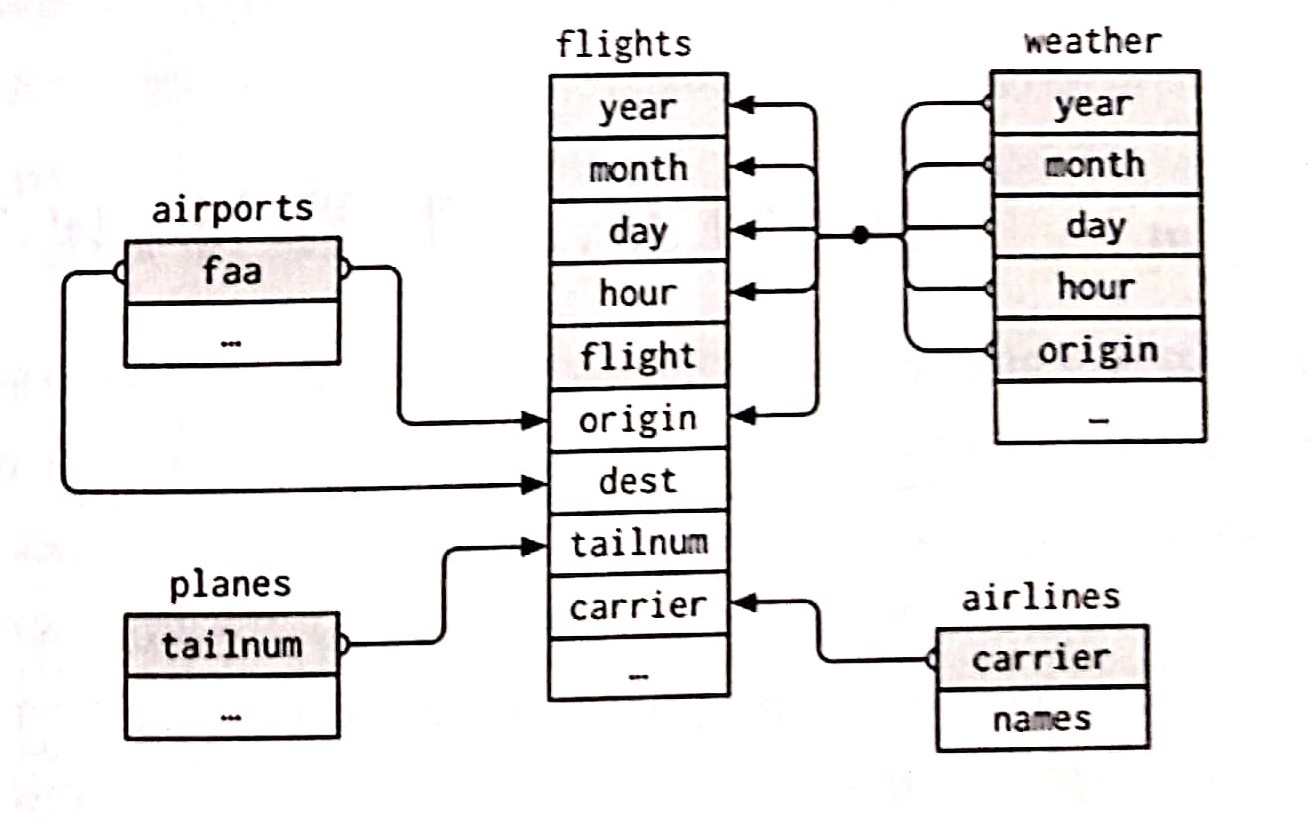 flights
year
month
day
hour
flight
origin
dest
tailnum
carrier
...
weather
year
month
day
hour
origin
...
airports
faa
...
planes
tailnum
...
airlines
carrier
names